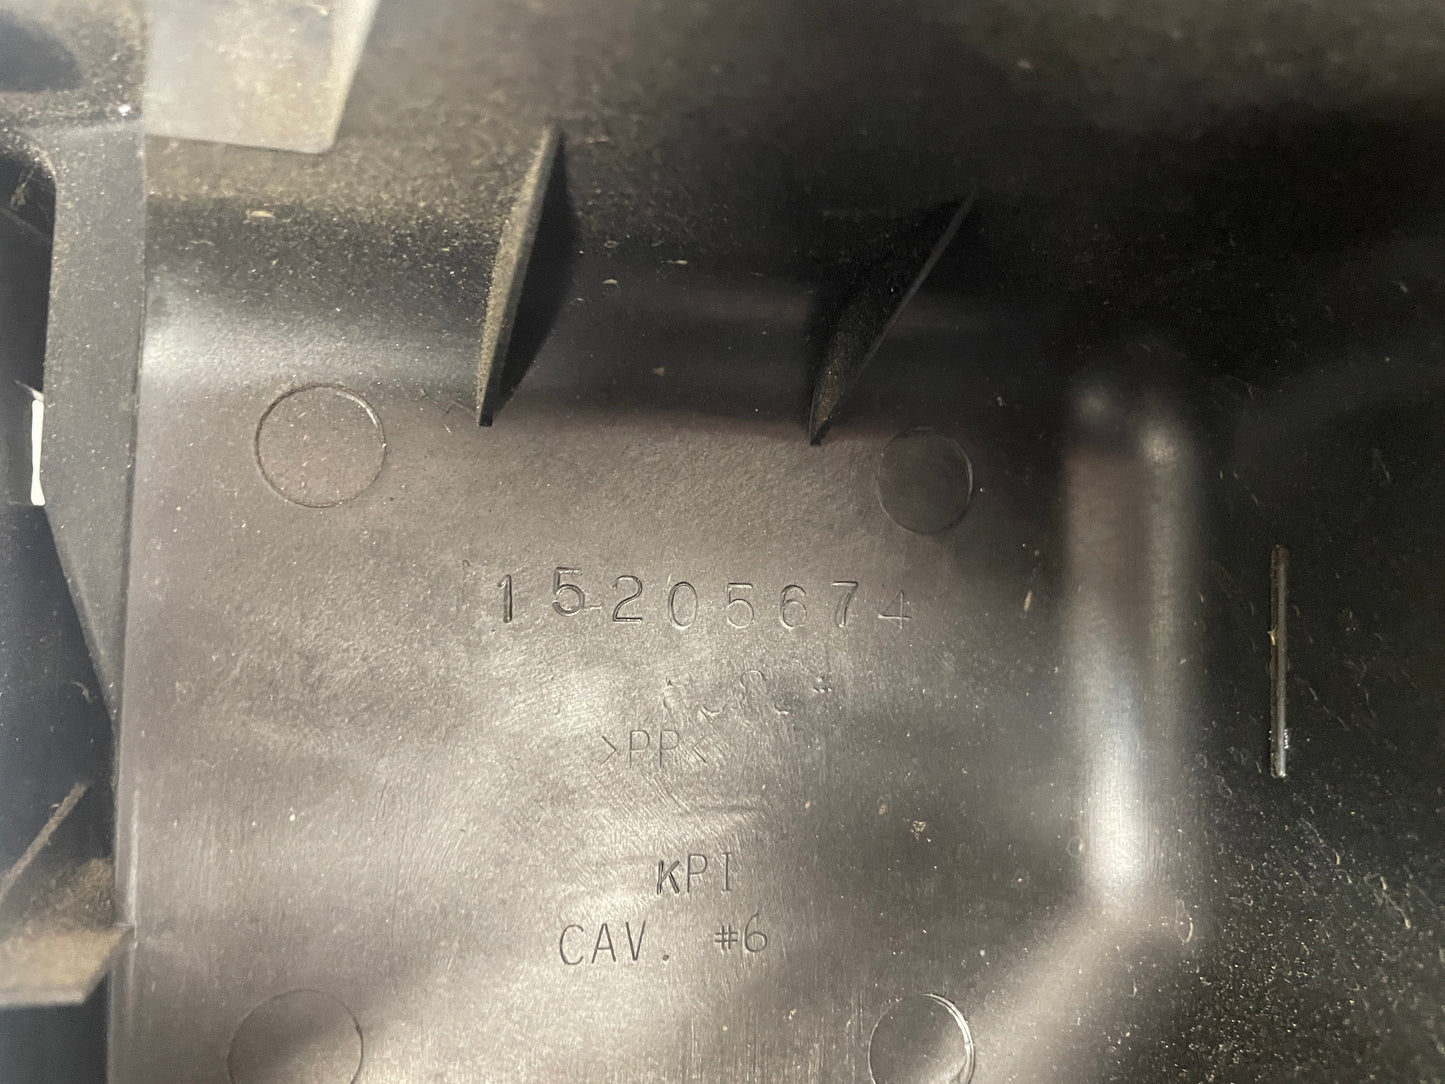 15205674
>PP<
KPI
CAV. #6